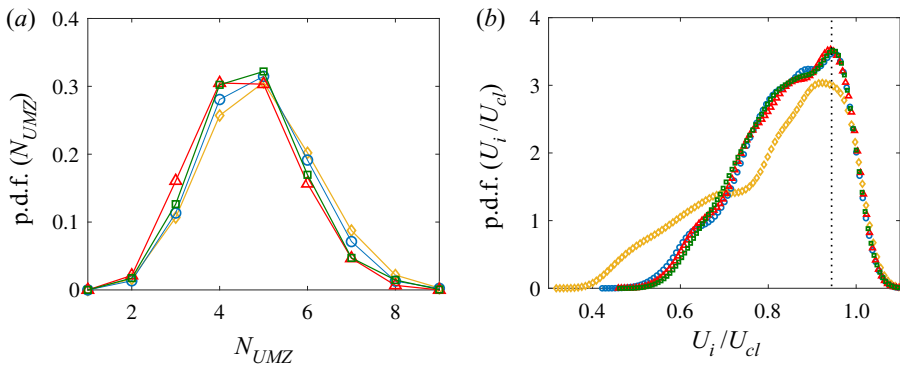 (a)
0.4
0.3
0.2
0.1
0
2 4 6 8
N_UMZ
p.d.f. (N_UMZ)
(b)
4
3
2
1
0
0.4 0.6 0.8 1.0
U_i/U_cl
p.d.f. (U_i/U_cl)